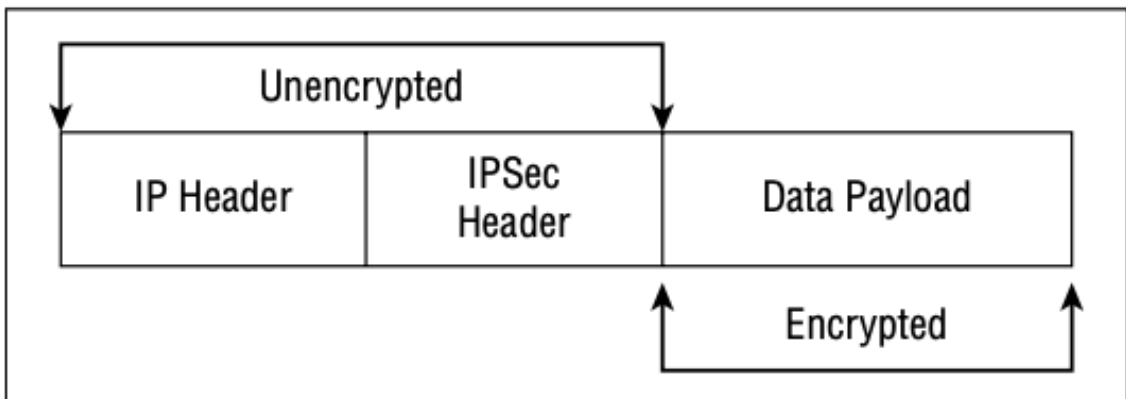 Unencrypted
IP Header
IPSec
Header
Data Payload
Encrypted